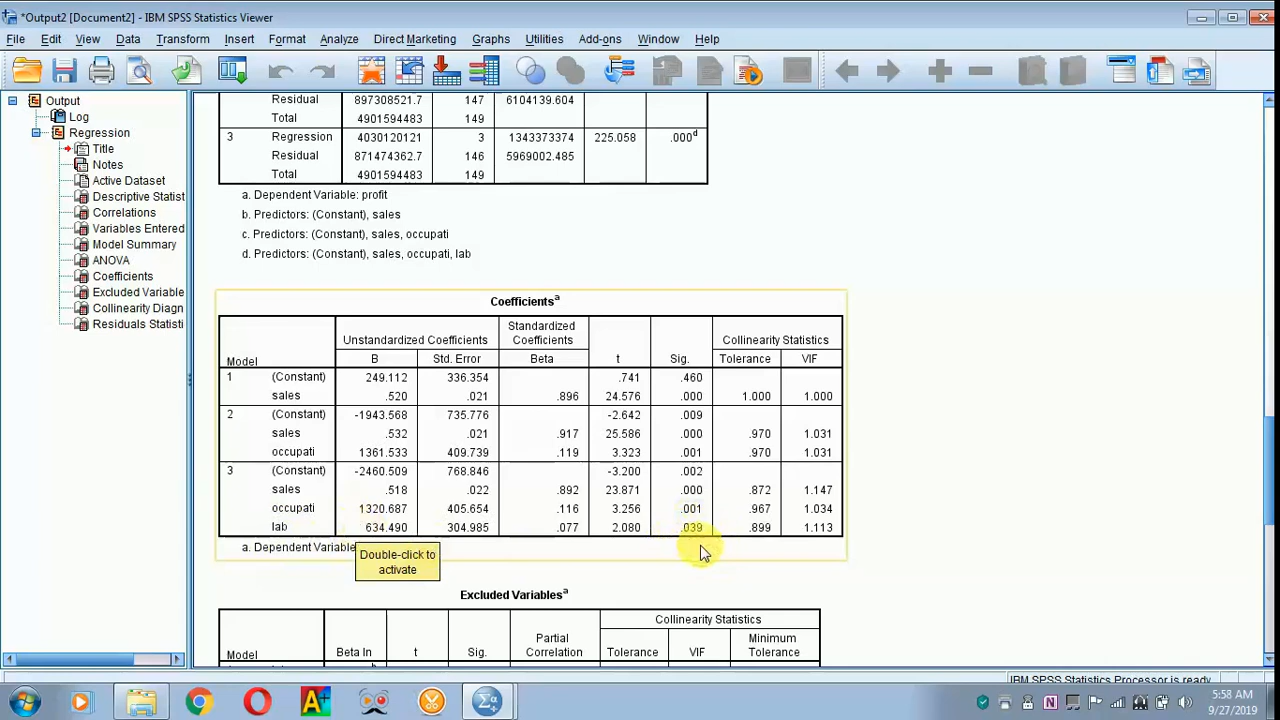 *Output2 [Document2] - IBM SPSS Statistics Viewer
File Edit View Data Transform Insert Format Analyze Direct Marketing Graphs Utilities Add-ons Window Help
Output
Log
Regression
Title
Notes
Active Dataset
Descriptive Statist
Correlations
Variables Entered
Model Summary
ANOVA
Coefficients
Excluded Variable
Collinearity Diagn
Residuals Statisti
Residual 897308521.7 147 6104139.604
Total 4901594483 149
3 Regression 4030120121 3 1343373374 225.058 .000d
Residual 871474362.7 146 5969002.485
Total 4901594483 149
a. Dependent Variable: profit
b. Predictors: (Constant), sales
c. Predictors: (Constant), sales, occupati
d. Predictors: (Constant), sales, occupati, lab
Coefficientsa
Model Unstandardized Coefficients Standardized Coefficients t Sig. Collinearity Statistics
B Std. Error Beta Tolerance VIF
1 (Constant) 249.112 336.354 .741 .460
sales .520 .021 .896 24.576 .000 1.000 1.000
2 (Constant) -1943.568 735.776 -2.642 .009
sales .532 .021 .917 25.586 .000 .970 1.031
occupati 1361.533 409.739 .119 3.323 .001 .970 1.031
3 (Constant) -2460.509 768.846 -3.200 .002
sales .518 .022 .892 23.871 .000 .872 1.147
occupati 1320.687 405.654 .116 3.256 .001 .967 1.034
lab 634.490 304.985 .077 2.080 .039 .899 1.113
a. Dependent Variable
Double-click to
activate
Excluded Variablesa
Model Beta In t Sig. Partial Correlation Collinearity Statistics
Tolerance VIF Minimum Tolerance
IBM SPSS Statistics Processor is ready
5:58 AM
9/27/2019